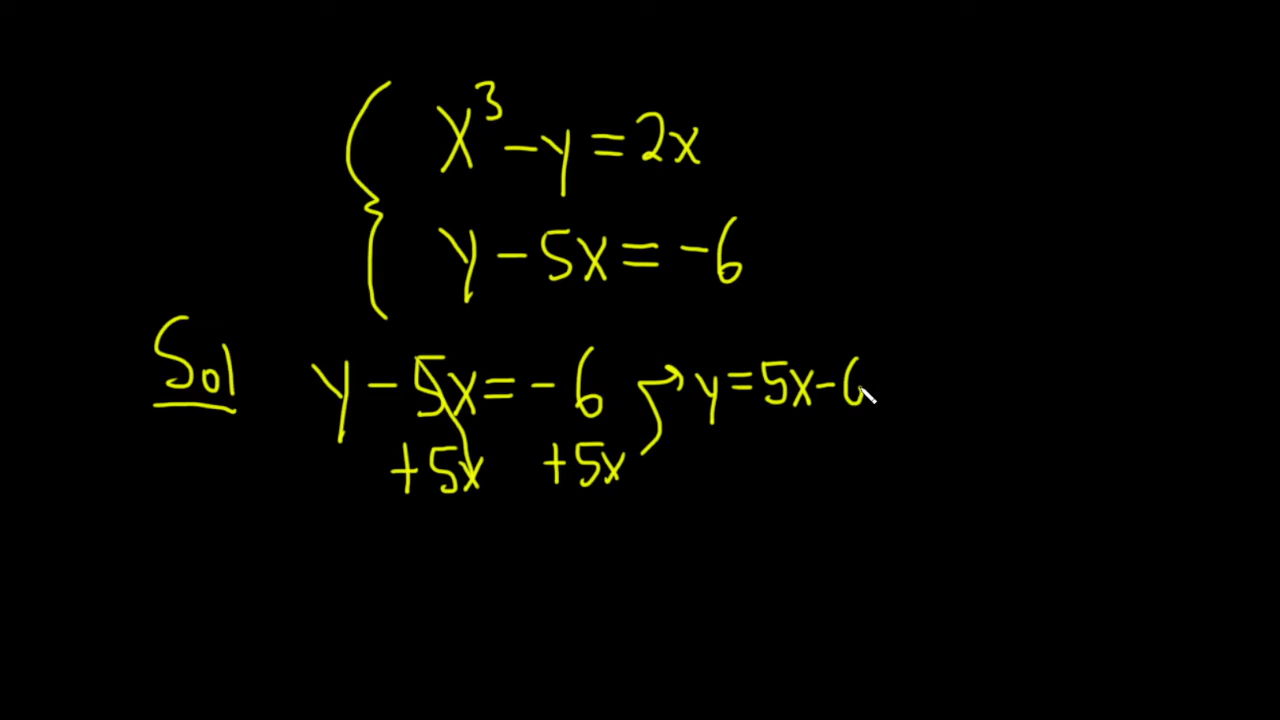 x³ - y = 2x
y - 5x = -6
Sol y - 5x = -6 y = 5x - 6
+5x +5x